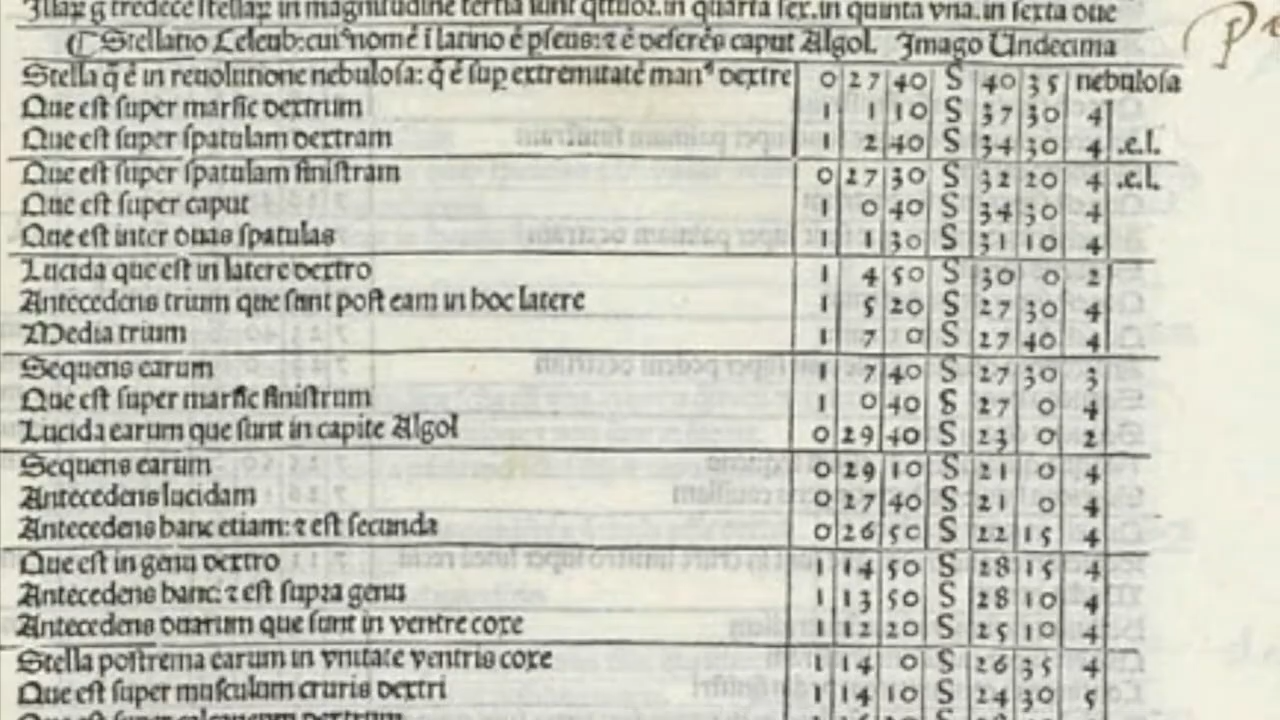 Illaꝝ g̃ tredecē stellaꝝ in magnitudine tertia sunt q̃ttuor. in quarta sex. in quinta vna. in sexta due
Stellatio Celeub: cui⁹ nomē ī latino ē p̃seus: ⁊ ē deferēs caput Algol. Imago Undecima
Stella q̃ ē in reuolutione nebulosa: q̃ ē sup̱ extremitatē man⁹ dextre 0 27 40 S 40 35 nebulosa
Que est super marfic dextrum 1 1 10 S 37 30 4
Que est super spatulam dextram 1 2 40 S 34 30 4 .e.l.
Que est super spatulam sinistram 0 27 30 S 32 20 4 .e.l.
Que est super caput 1 0 40 S 34 30 4
Que est inter duas spatulas 1 1 30 S 31 10 4
Lucida que est in latere dextro 1 4 50 S 30 0 2
Antecedens trium que sunt post eam in hoc latere 1 5 20 S 27 30 4
Media trium 1 7 0 S 27 40 4
Sequens earum 1 7 40 S 27 30 3
Que est super marfic sinistrum 1 0 40 S 27 0 4
Lucida earum que sunt in capite Algol 0 29 40 S 23 0 2
Sequens earum 0 29 10 S 21 0 4
Antecedens lucidam 0 27 40 S 21 0 4
Antecedens hanc etiam: ⁊ est secunda 0 26 50 S 22 15 4
Que est in genu dextro 1 14 50 S 28 15 4
Antecedens hanc: ⁊ est supra genu 1 13 50 S 28 10 4
Antecedens duarum que sunt in ventre coxe 1 12 20 S 25 10 4
Stella postrema earum in vnitate ventris coxe 1 14 0 S 26 35 4
Que est super musculum cruris dextri 1 14 10 S 24 30 5